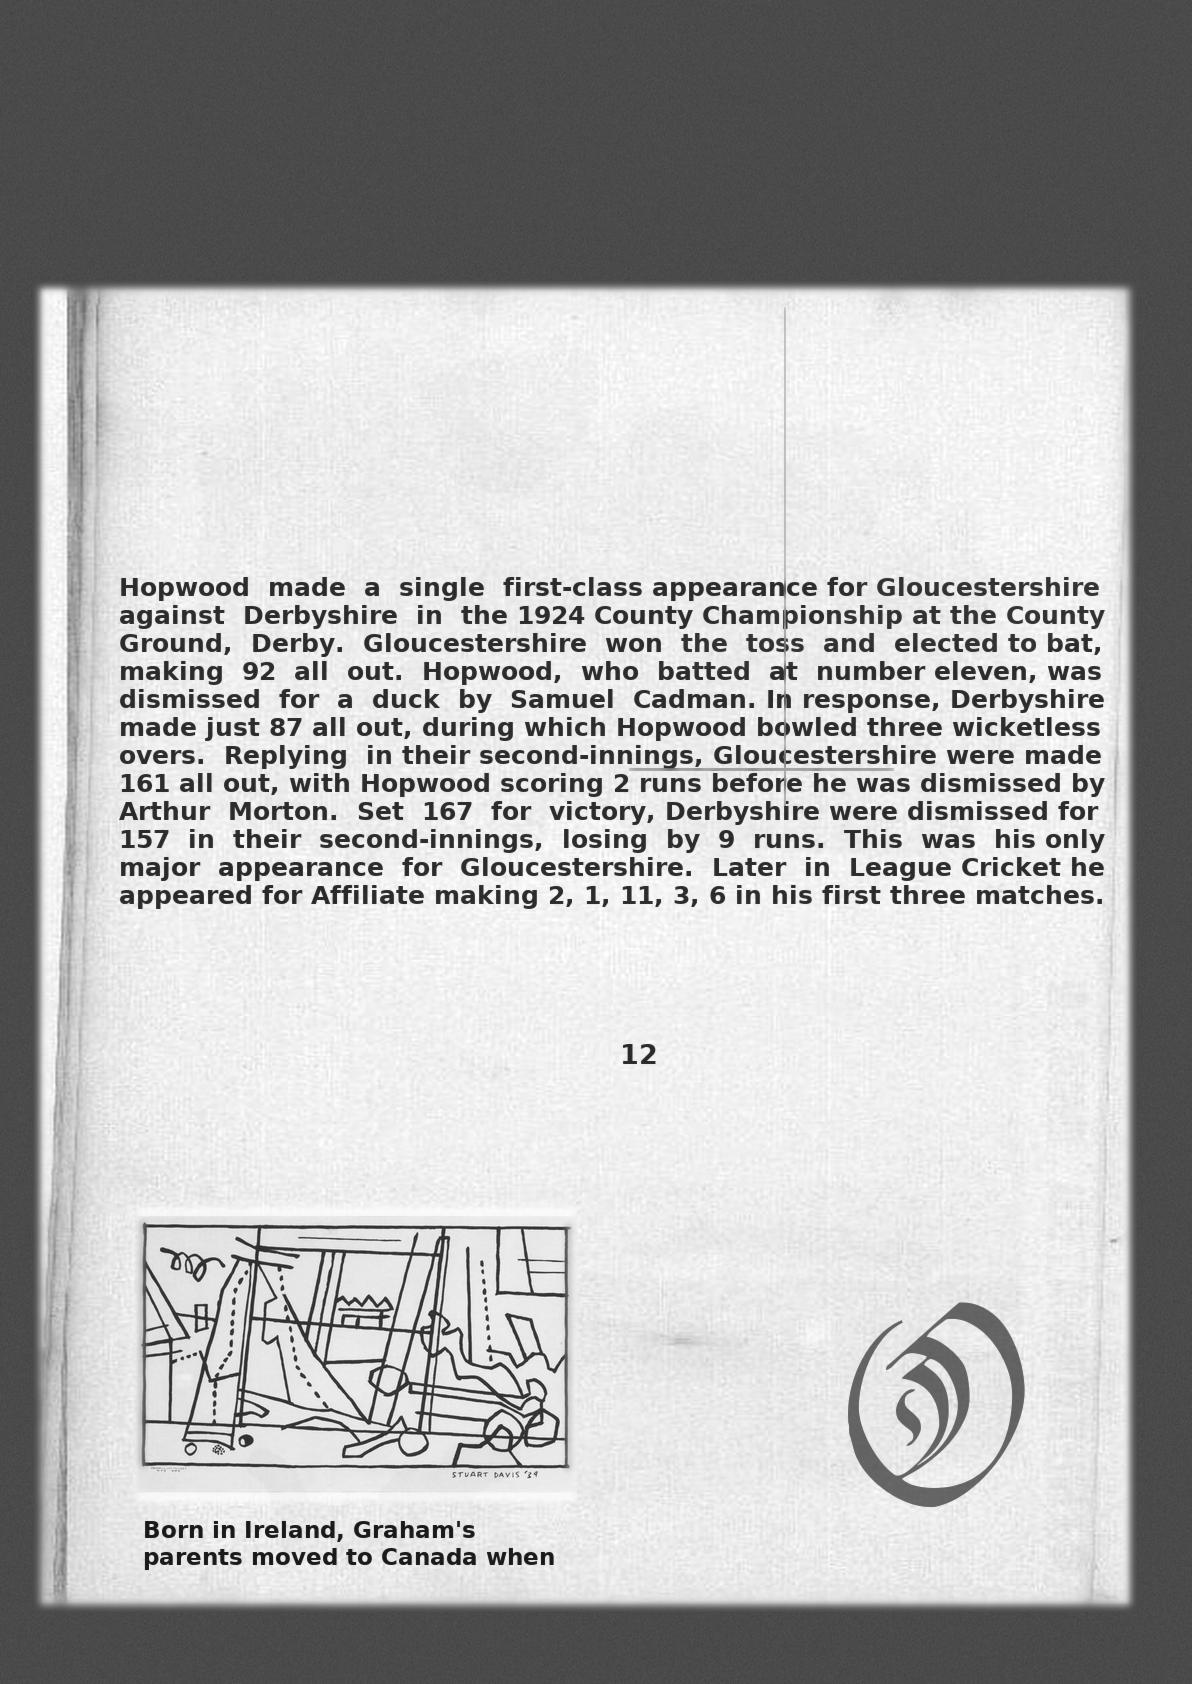 Hopwood made a single first-class appearance for Gloucestershire
against Derbyshire in the 1924 County Championship at the County
Ground, Derby. Gloucestershire won the toss and elected to bat,
making 92 all out. Hopwood, who batted at number eleven, was
dismissed for a duck by Samuel Cadman. In response, Derbyshire
made just 87 all out, during which Hopwood bowled three wicketless
overs. Replying in their second-innings, Gloucestershire were made
161 all out, with Hopwood scoring 2 runs before he was dismissed by
Arthur Morton. Set 167 for victory, Derbyshire were dismissed for
157 in their second-innings, losing by 9 runs. This was his only
major appearance for Gloucestershire. Later in League Cricket he
appeared for Affiliate making 2, 1, 11, 3, 6 in his first three matches.
12
STUART DAVIS '39
Born in Ireland, Graham's
parents moved to Canada when